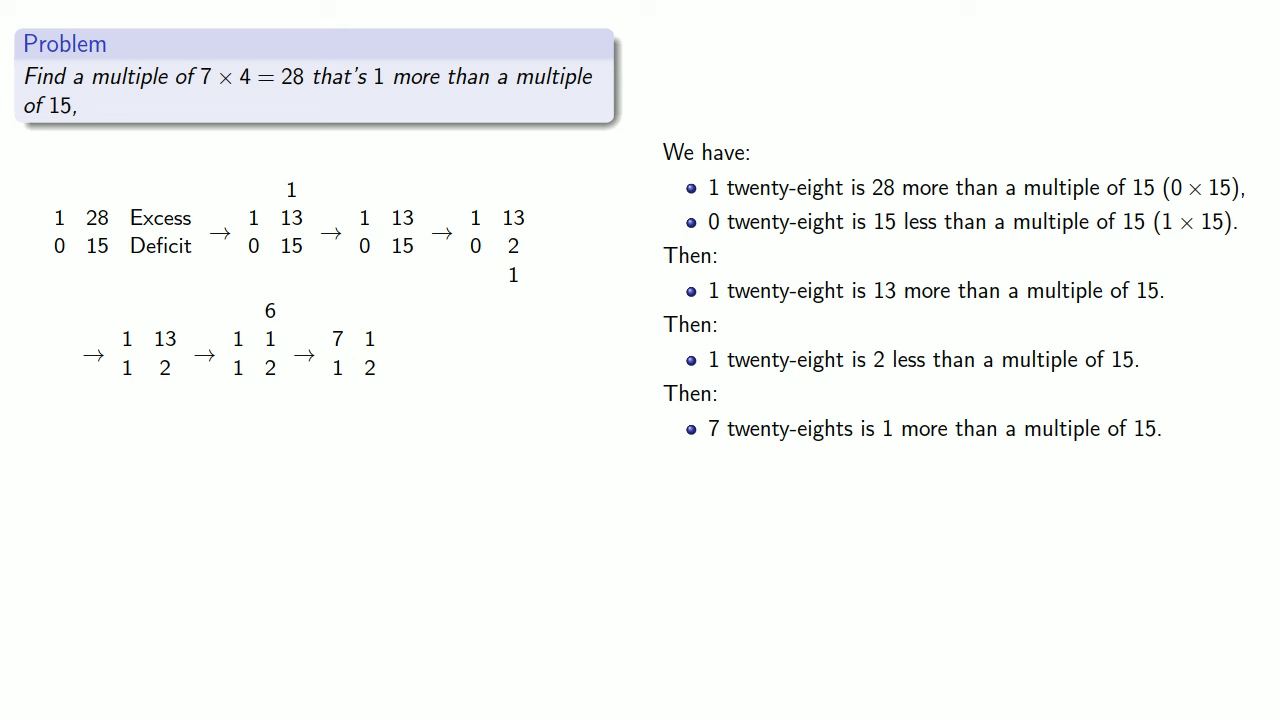 Problem
Find a multiple of 7 × 4 = 28 that's 1 more than a multiple
of 15,
1
1 28 Excess → 1 13 → 1 13 → 1 13
0 15 Deficit 0 15 0 15 0 2
1
6
→ 1 13 → 1 1 → 7 1
1 2 1 2 1 2
We have:
• 1 twenty-eight is 28 more than a multiple of 15 (0 × 15),
• 0 twenty-eight is 15 less than a multiple of 15 (1 × 15).
Then:
• 1 twenty-eight is 13 more than a multiple of 15.
Then:
• 1 twenty-eight is 2 less than a multiple of 15.
Then:
• 7 twenty-eights is 1 more than a multiple of 15.